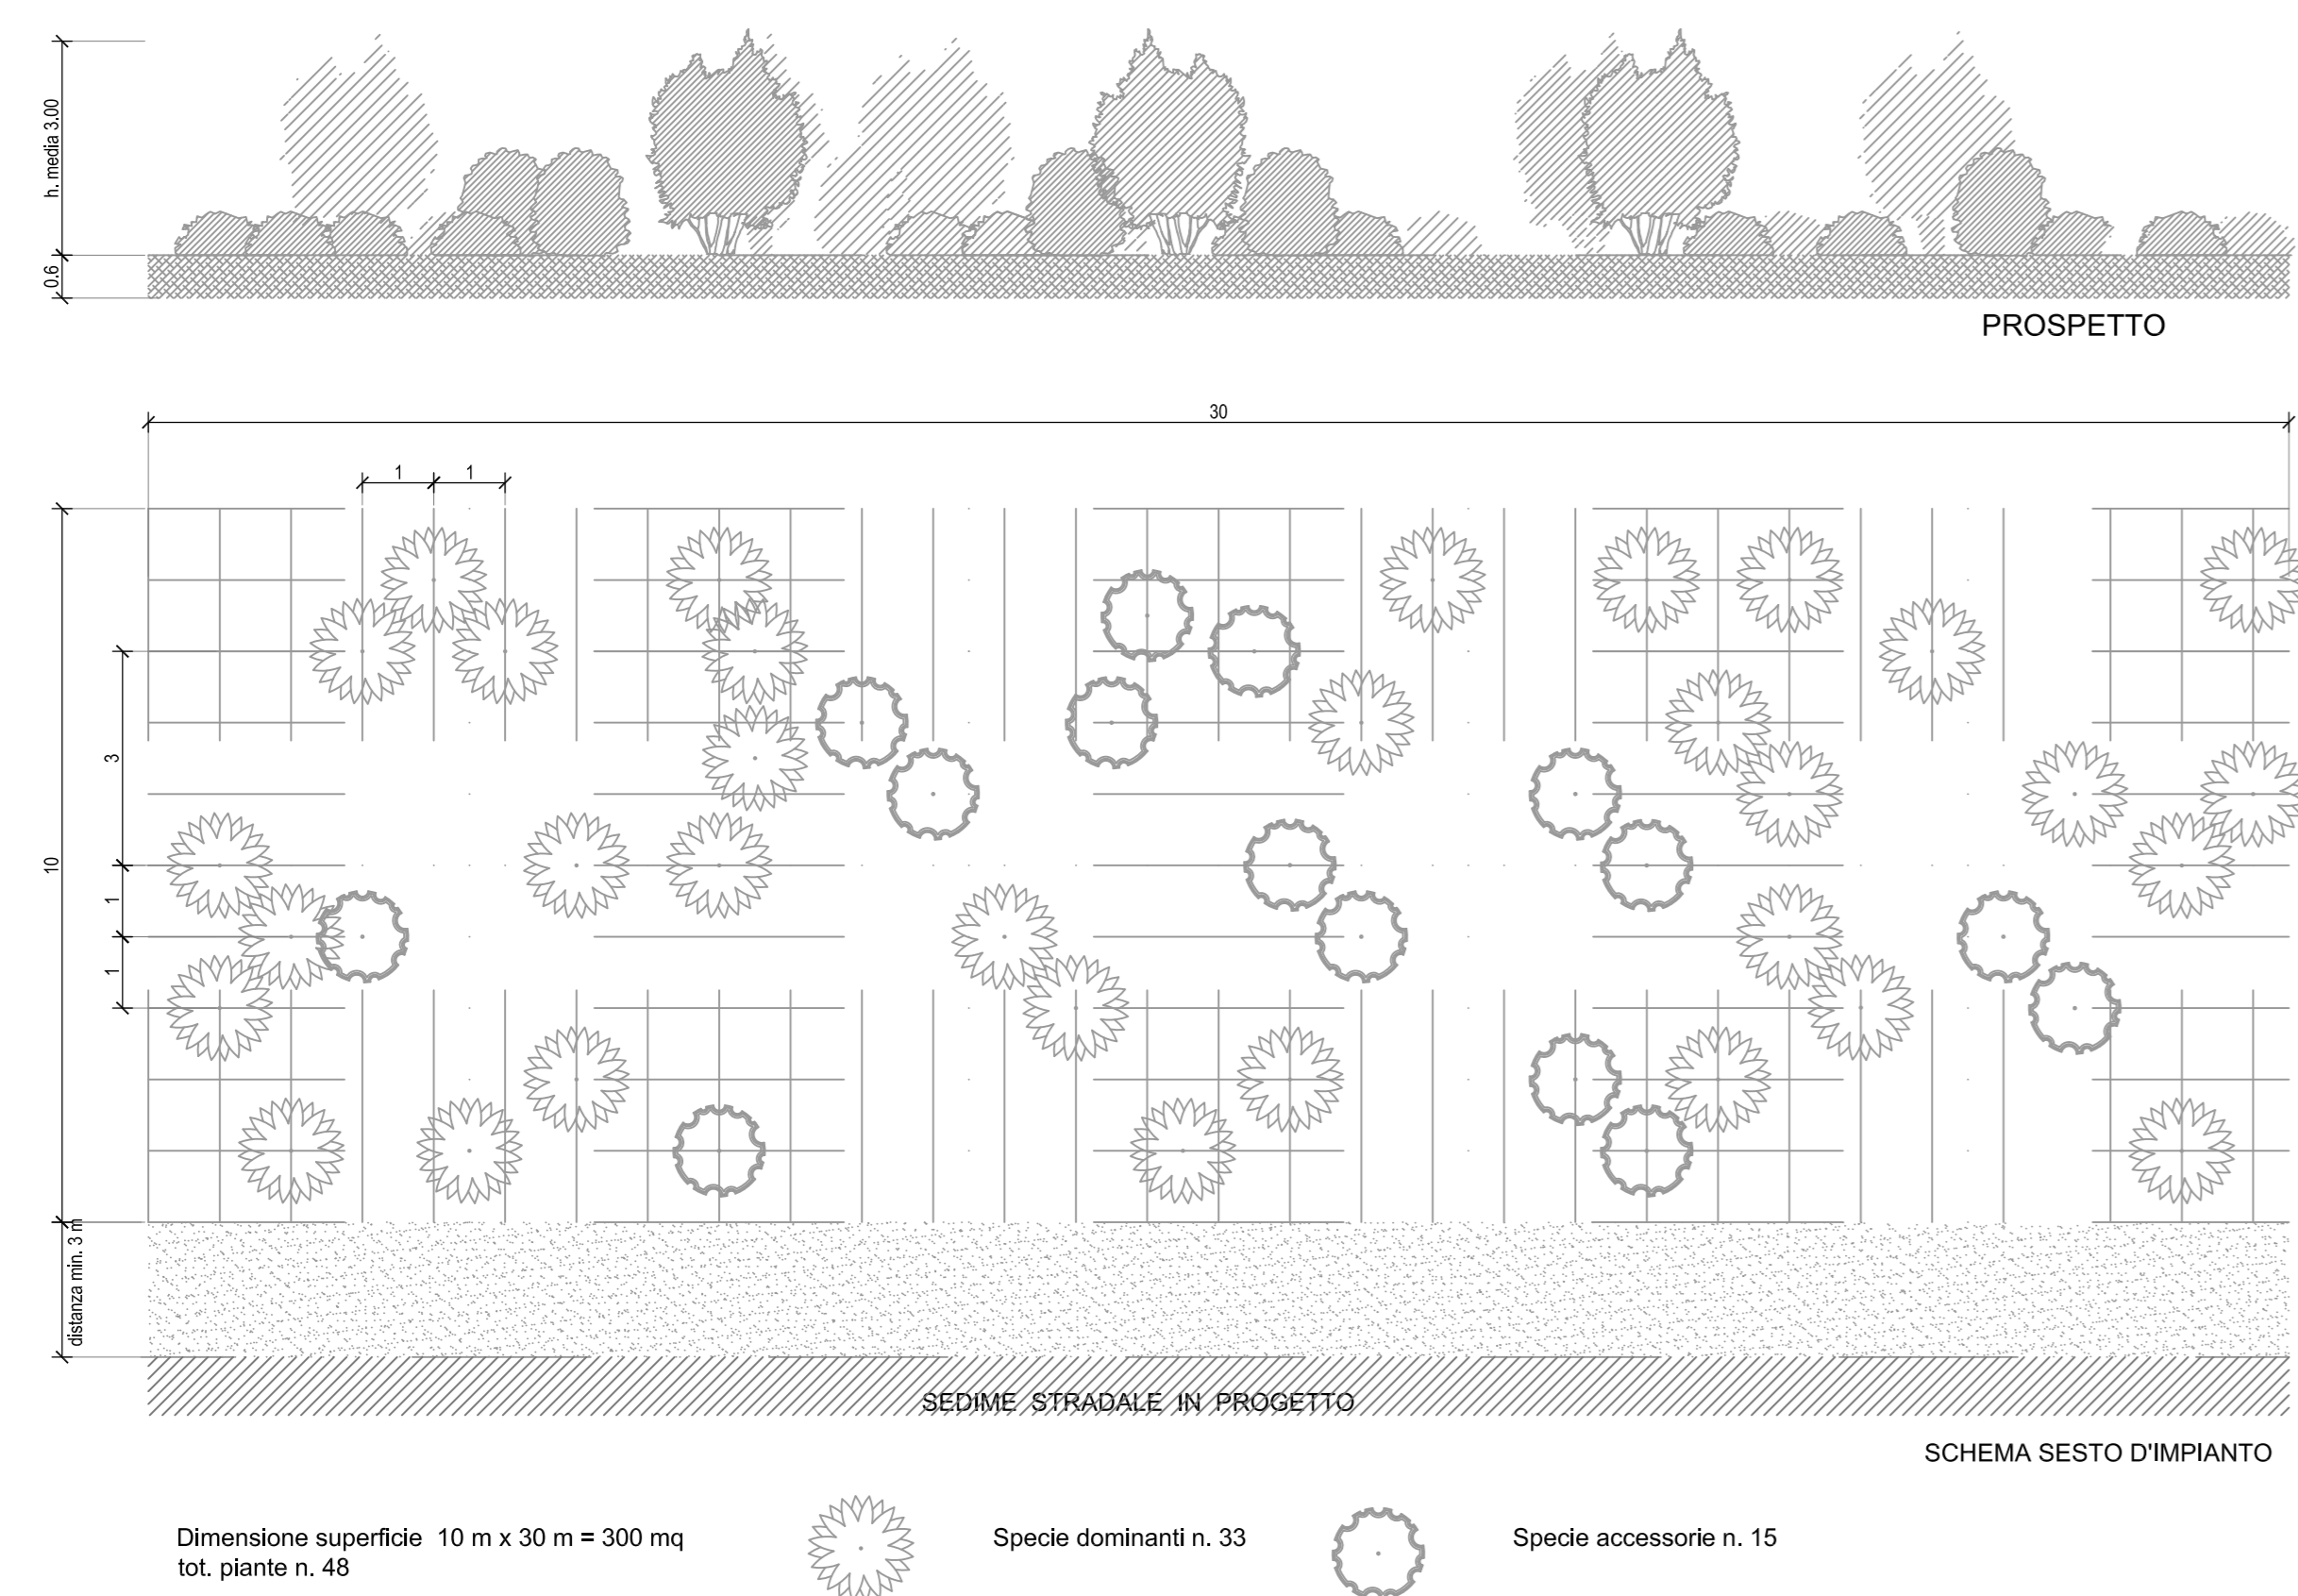 h. media 3.00
0.6
PROSPETTO
30
1 1
3
10
1
1
distanza min. 3 m
SEDIME STRADALE IN PROGETTO
SCHEMA SESTO D'IMPIANTO
Dimensione superficie 10 m x 30 m = 300 mq
tot. piante n. 48
Specie dominanti n. 33
Specie accessorie n. 15